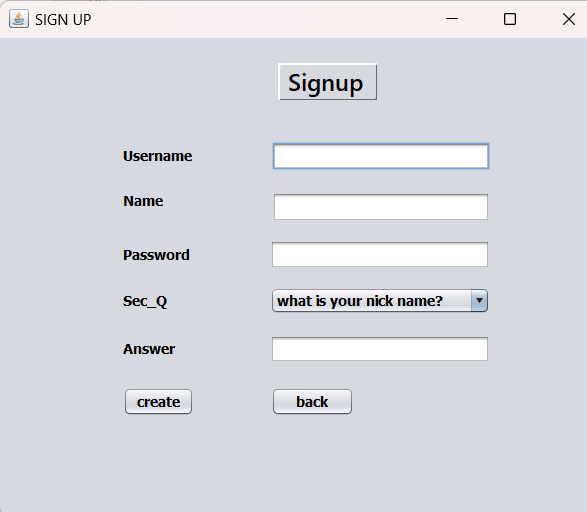 SIGN UP
Signup
Username
Name
Password
Sec_Q what is your nick name?
Answer
create back